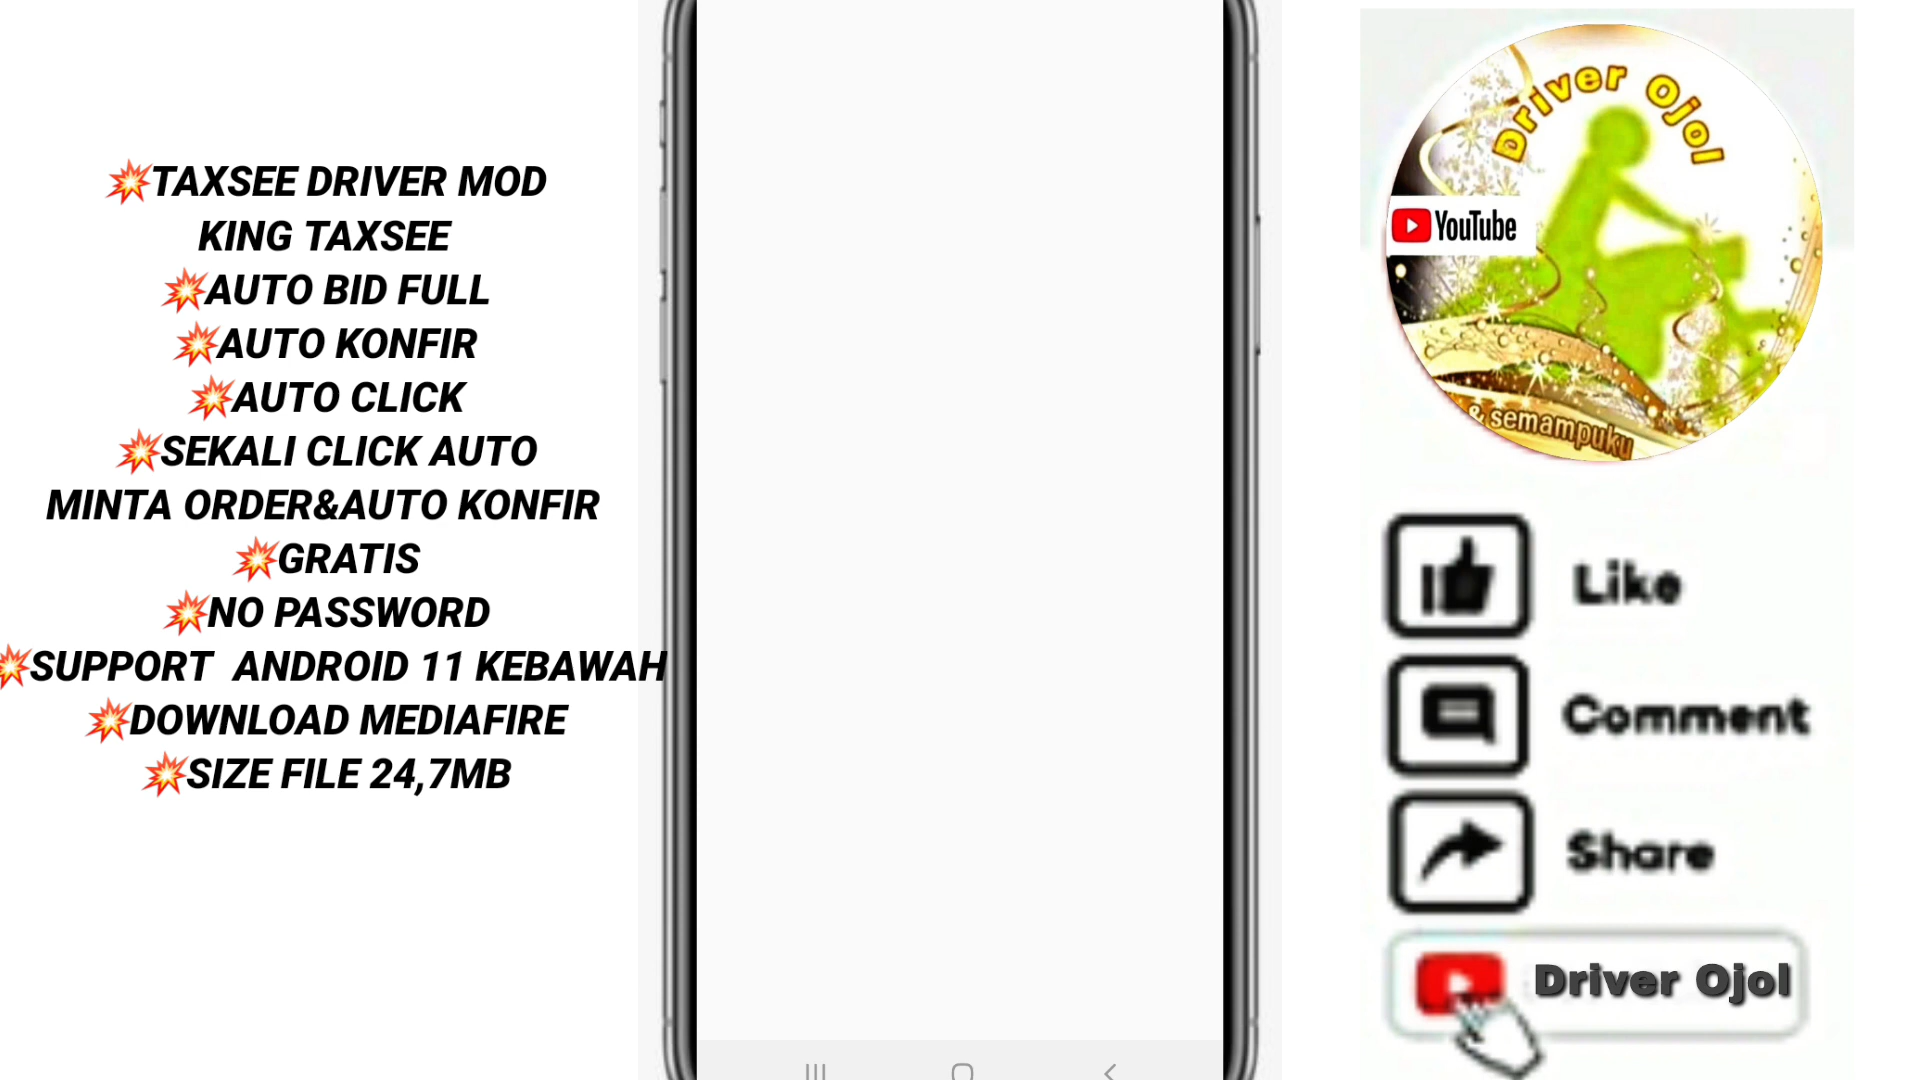 💥TAXSEE DRIVER MOD
KING TAXSEE
💥AUTO BID FULL
💥AUTO KONFIR
💥AUTO CLICK
💥SEKALI CLICK AUTO
MINTA ORDER&AUTO KONFIR
💥GRATIS
💥NO PASSWORD
💥SUPPORT  ANDROID 11 KEBAWAH
💥DOWNLOAD MEDIAFIRE
💥SIZE FILE 24,7MB
Driver Ojol
YouTube
& semampuku
Like
Comment
Share
Driver Ojol